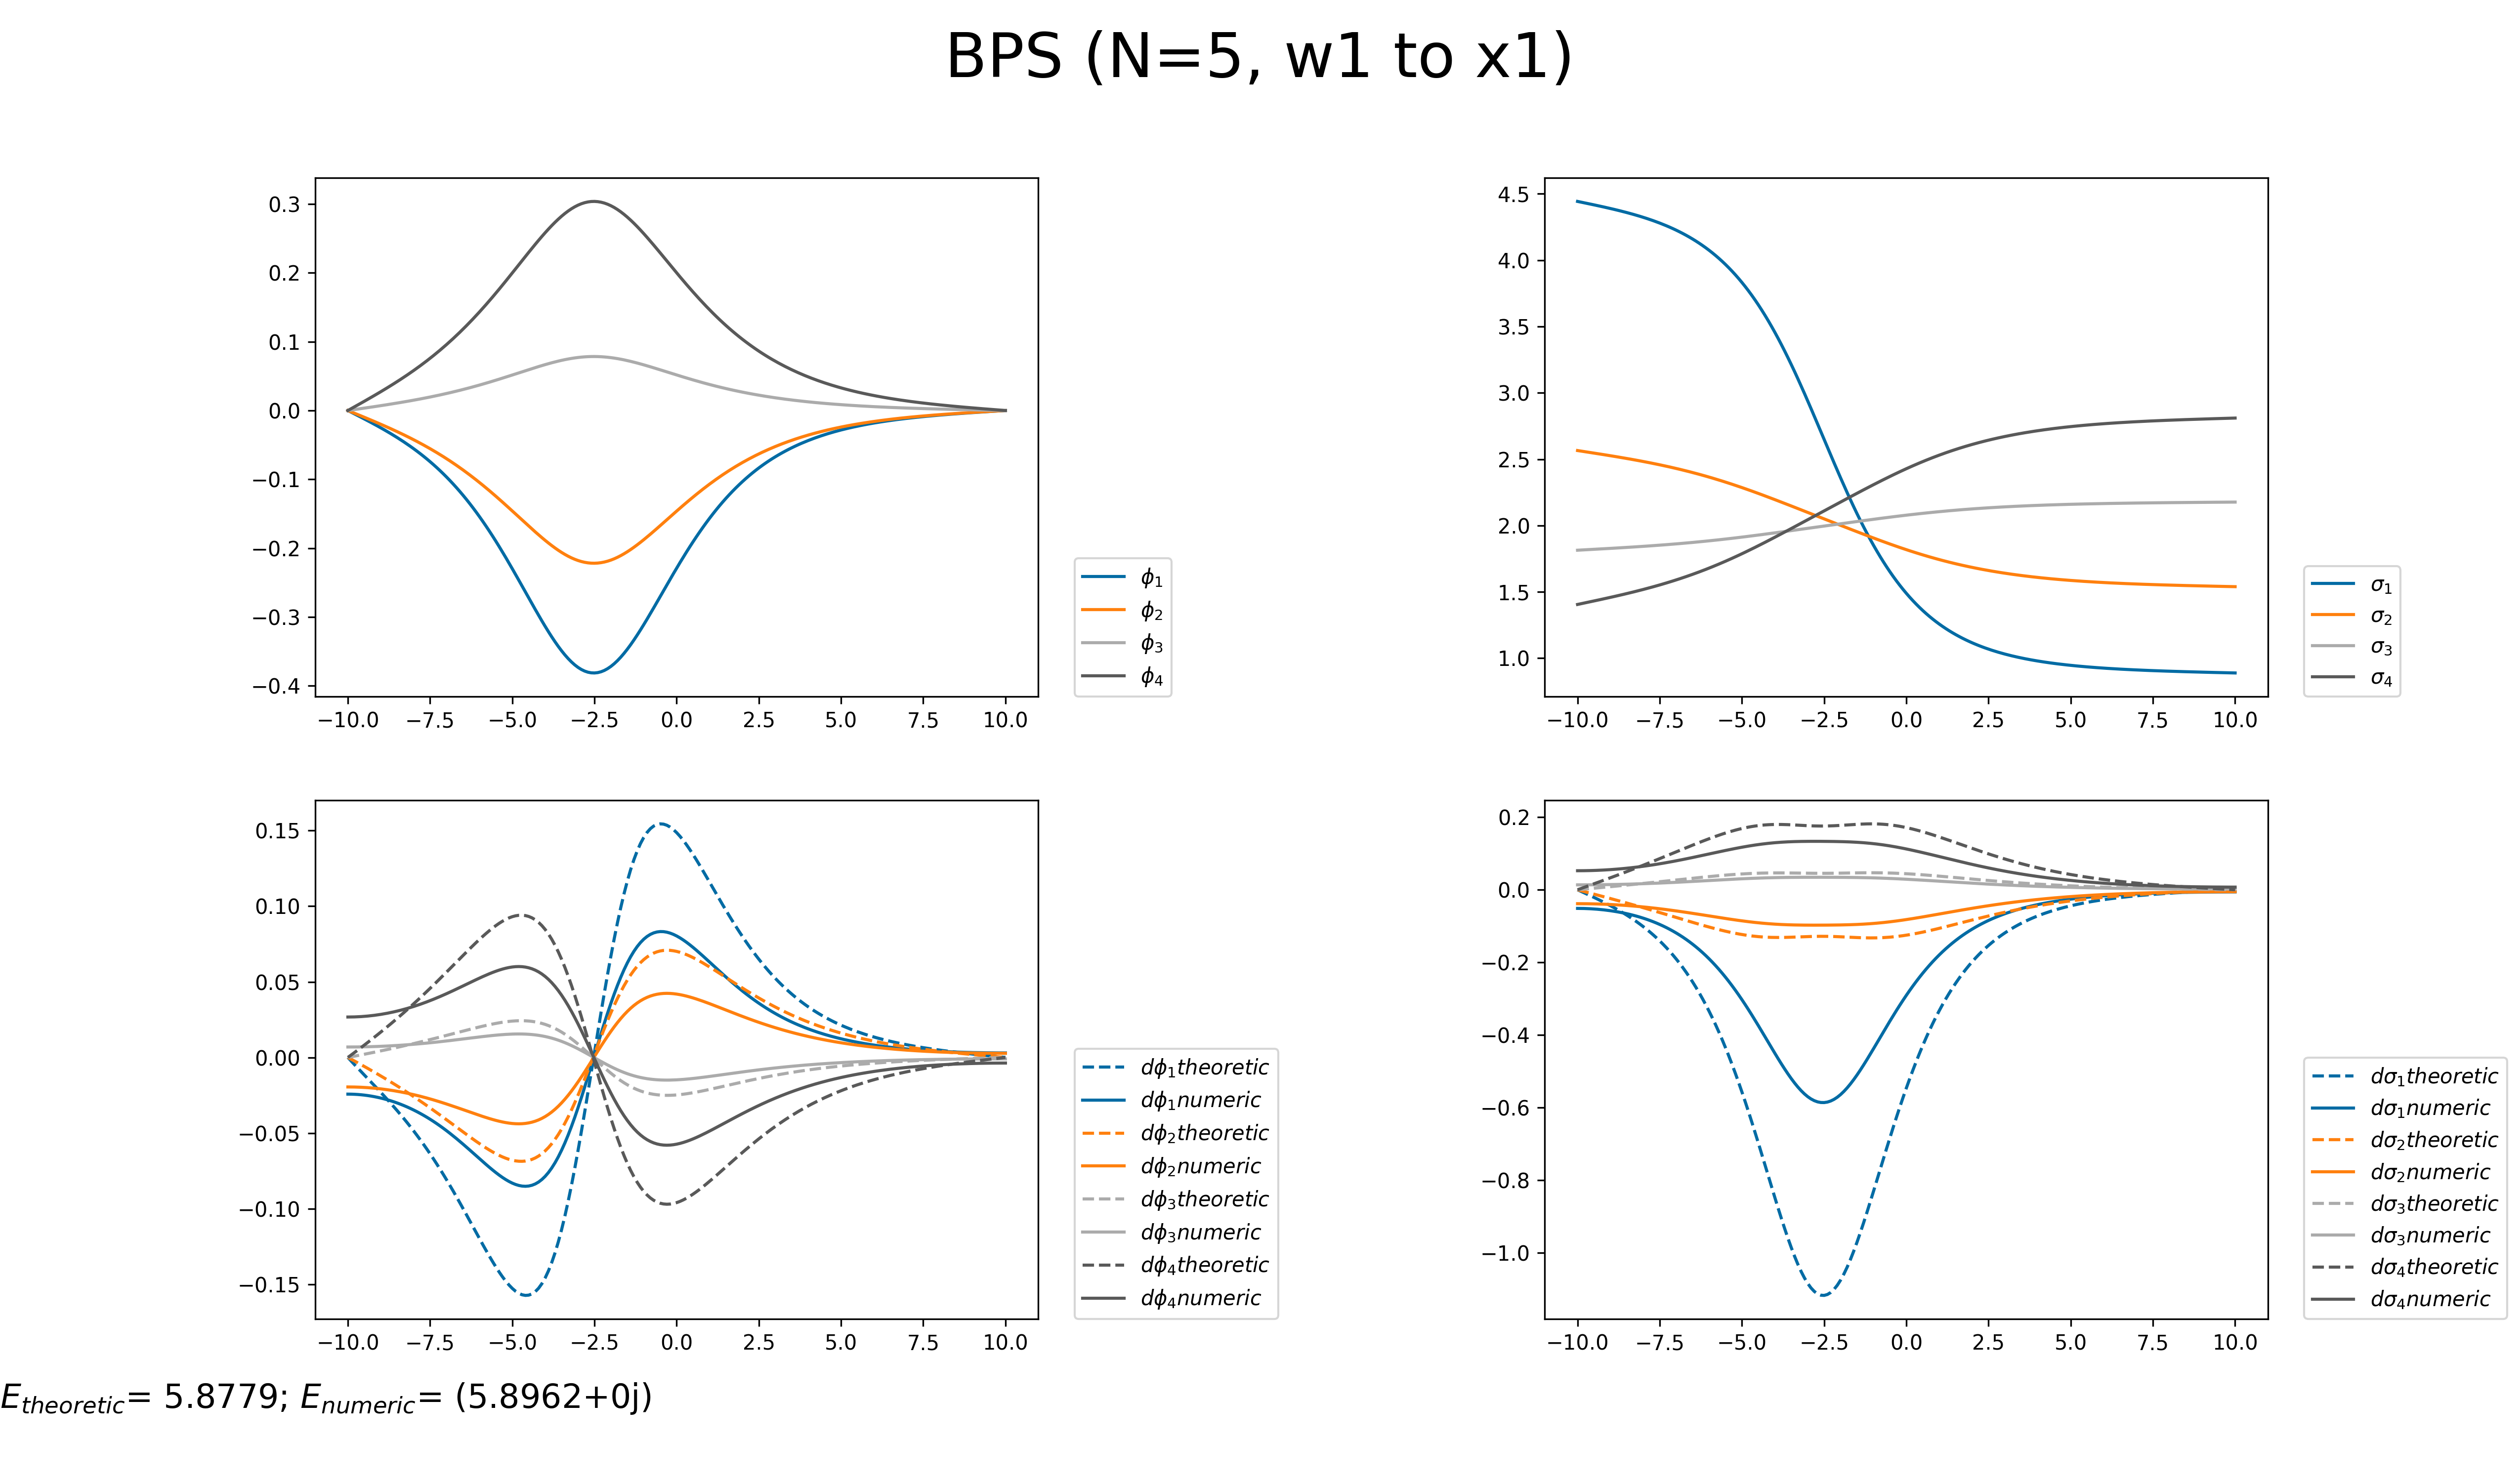 BPS (N=5, w1 to x1)
0.3
0.2
0.1
0.0
−0.1
−0.2
−0.3
−0.4
−10.0 −7.5 −5.0 −2.5 0.0 2.5 5.0 7.5 10.0
ϕ₁
ϕ₂
ϕ₃
ϕ₄
4.5
4.0
3.5
3.0
2.5
2.0
1.5
1.0
−10.0 −7.5 −5.0 −2.5 0.0 2.5 5.0 7.5 10.0
σ₁
σ₂
σ₃
σ₄
0.15
0.10
0.05
0.00
−0.05
−0.10
−0.15
−10.0 −7.5 −5.0 −2.5 0.0 2.5 5.0 7.5 10.0
dϕ₁theoretic
dϕ₁numeric
dϕ₂theoretic
dϕ₂numeric
dϕ₃theoretic
dϕ₃numeric
dϕ₄theoretic
dϕ₄numeric
0.2
0.0
−0.2
−0.4
−0.6
−0.8
−1.0
−10.0 −7.5 −5.0 −2.5 0.0 2.5 5.0 7.5 10.0
dσ₁theoretic
dσ₁numeric
dσ₂theoretic
dσ₂numeric
dσ₃theoretic
dσ₃numeric
dσ₄theoretic
dσ₄numeric
E_theoretic= 5.8779; E_numeric= (5.8962+0j)